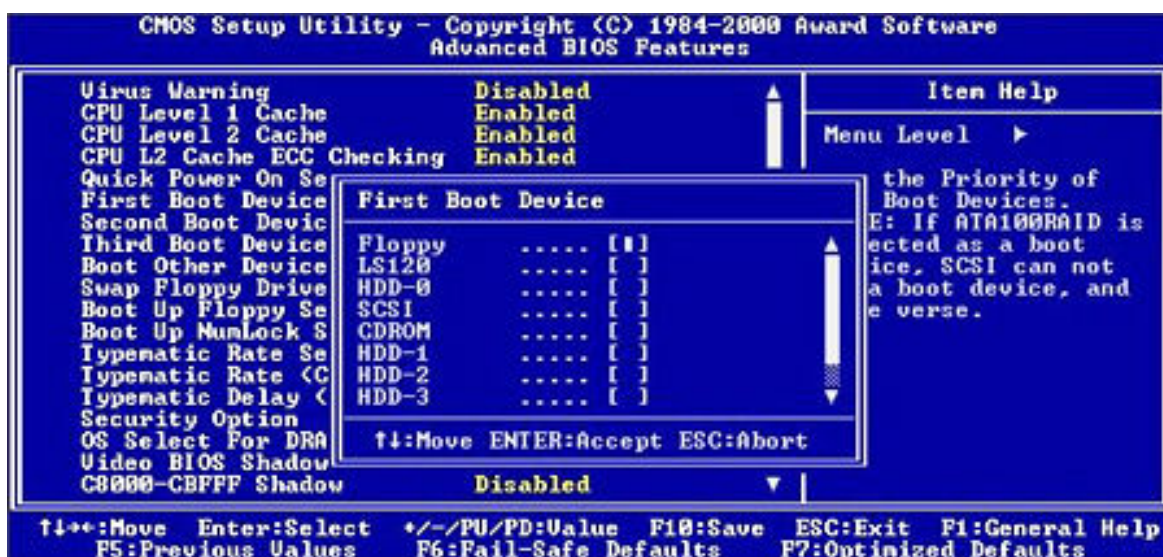 CMOS Setup Utility - Copyright (C) 1984-2000 Award Software
Advanced BIOS Features
Virus Warning Disabled
CPU Level 1 Cache Enabled
CPU Level 2 Cache Enabled
CPU L2 Cache ECC Checking Enabled
Quick Power On Se
First Boot Device
Second Boot Devic
Third Boot Device
Boot Other Device
Swap Floppy Drive
Boot Up Floppy Se
Boot Up NumLock S
Typematic Rate Se
Typematic Rate (C
Typematic Delay (
Security Option
OS Select For DRA
Video BIOS Shadow
C8000-CBFFF Shadow Disabled
First Boot Device
Floppy ..... [▮]
LS120 ..... [ ]
HDD-0 ..... [ ]
SCSI ..... [ ]
CDROM ..... [ ]
HDD-1 ..... [ ]
HDD-2 ..... [ ]
HDD-3 ..... [ ]
↑↓:Move ENTER:Accept ESC:Abort
Item Help
Menu Level ▶
the Priority of
Boot Devices.
E: If ATA100RAID is
ected as a boot
ice, SCSI can not
a boot device, and
e verse.
↑↓→←:Move Enter:Select +/-/PU/PD:Value F10:Save ESC:Exit F1:General Help
F5:Previous Values F6:Fail-Safe Defaults F7:Optimized Defaults